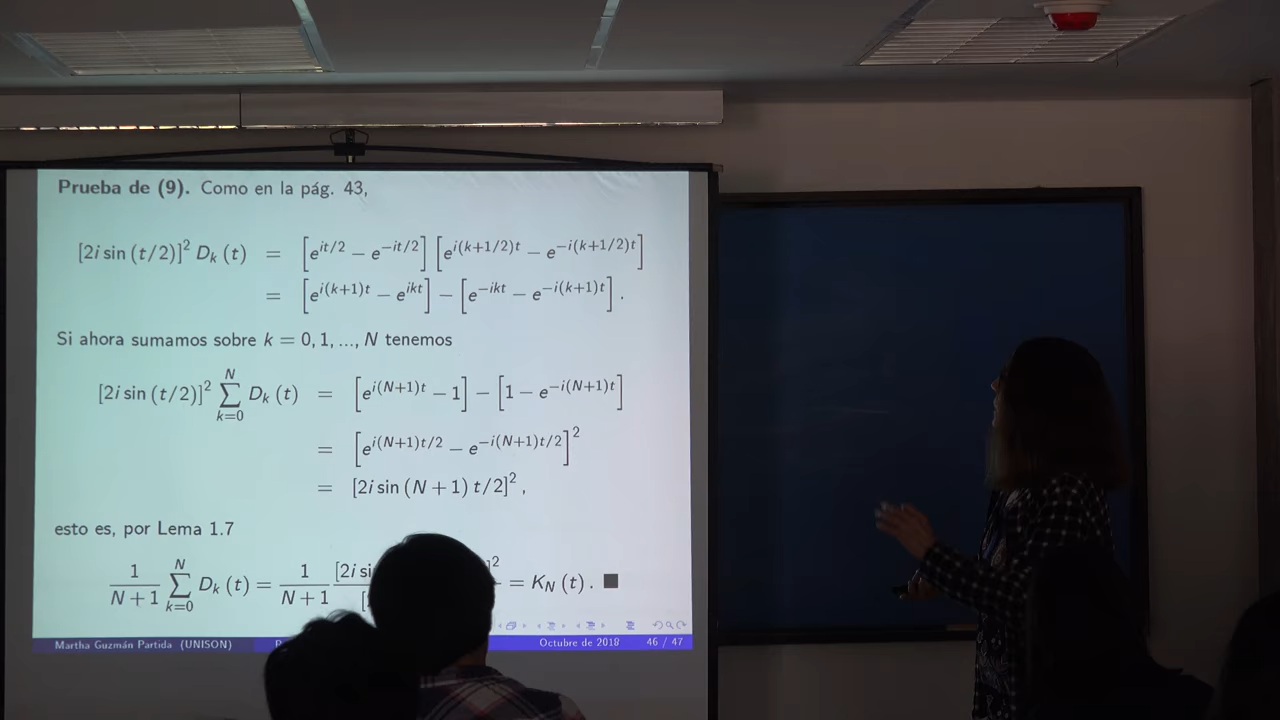 Prueba de (9). Como en la pág. 43,
[2i sin (t/2)]² D_k (t) = [e^{it/2} − e^{−it/2}] [e^{i(k+1/2)t} − e^{−i(k+1/2)t}]
= [e^{i(k+1)t} − e^{ikt}] − [e^{−ikt} − e^{−i(k+1)t}] .
Si ahora sumamos sobre k = 0, 1, ..., N tenemos
[2i sin (t/2)]² ∑_{k=0}^{N} D_k (t) = [e^{i(N+1)t} − 1] − [1 − e^{−i(N+1)t}]
= [e^{i(N+1)t/2} − e^{−i(N+1)t/2}]²
= [2i sin (N + 1) t/2]² ,
esto es, por Lema 1.7
1/(N + 1) ∑_{k=0}^{N} D_k (t) = 1/(N + 1) [2i si ]² = K_N (t) . ■
Martha Guzmán Partida (UNISON) Octubre de 2018 46 / 47